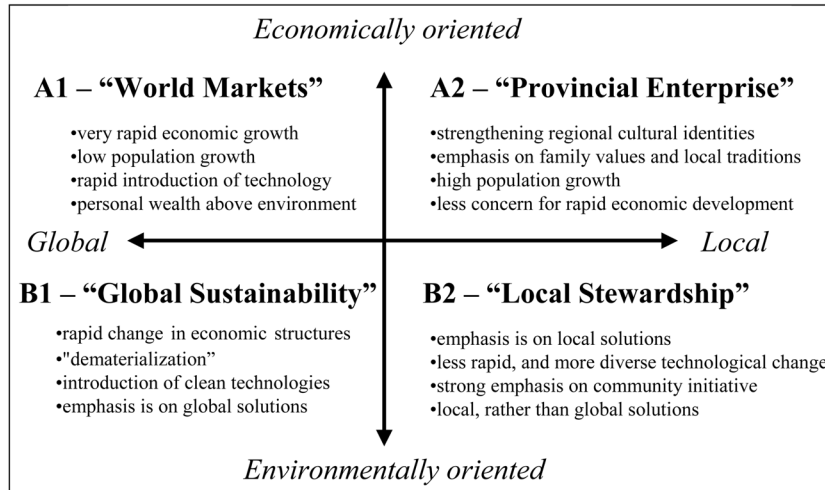 Economically oriented
A1 – “World Markets”
•very rapid economic growth
•low population growth
•rapid introduction of technology
•personal wealth above environment
A2 – “Provincial Enterprise”
•strengthening regional cultural identities
•emphasis on family values and local traditions
•high population growth
•less concern for rapid economic development
Global
Local
B1 – “Global Sustainability”
•rapid change in economic structures
•"dematerialization”
•introduction of clean technologies
•emphasis is on global solutions
B2 – “Local Stewardship”
•emphasis is on local solutions
•less rapid, and more diverse technological change
•strong emphasis on community initiative
•local, rather than global solutions
Environmentally oriented